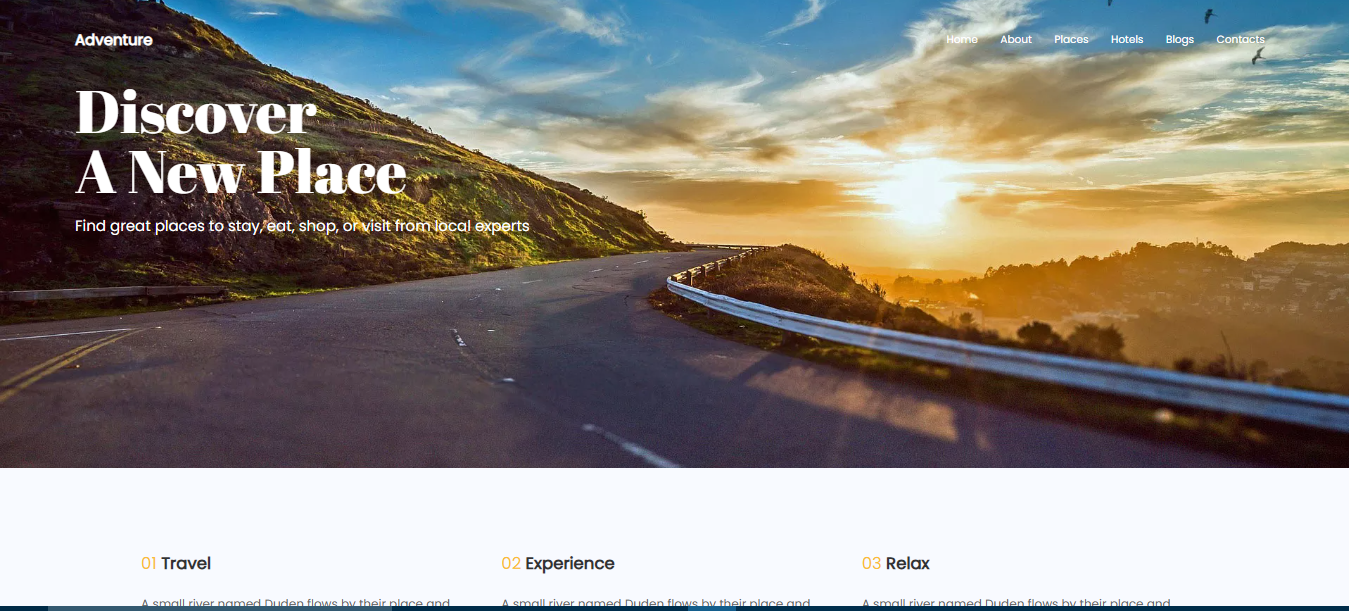 Adventure
Home About Places Hotels Blogs Contacts
Discover
A New Place
Find great places to stay, eat, shop, or visit from local experts
01 Travel
02 Experience
03 Relax
A small river named Duden flows by their place and
A small river named Duden flows by their place and
A small river named Duden flows by their place and